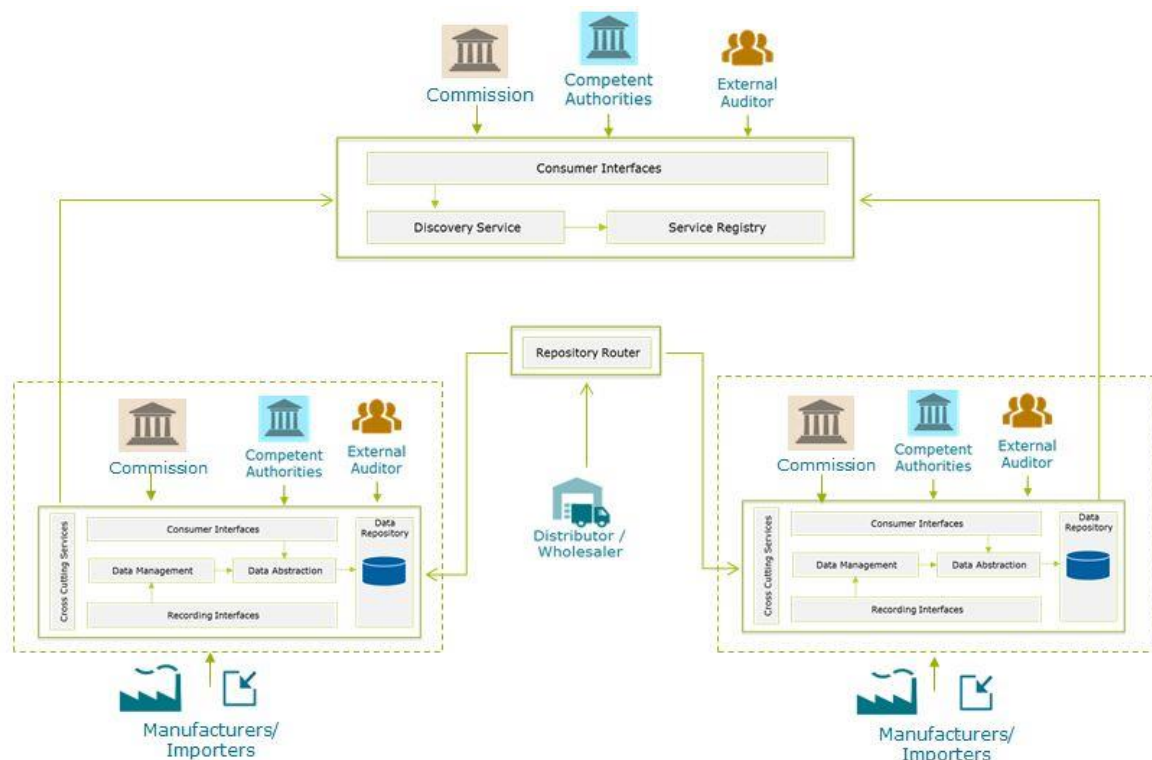 Commission
Competent
Authorities
External
Auditor
Consumer Interfaces
Discovery Service
Service Registry
Repository Router
Distributor /
Wholesaler
Commission
Competent
Authorities
External
Auditor
Cross Cutting Services
Consumer Interfaces
Data
Repository
Data Management
Data Abstraction
Recording Interfaces
Manufacturers/
Importers
Commission
Competent
Authorities
External
Auditor
Cross Cutting Services
Consumer Interfaces
Data
Repository
Data Management
Data Abstraction
Recording Interfaces
Manufacturers/
Importers